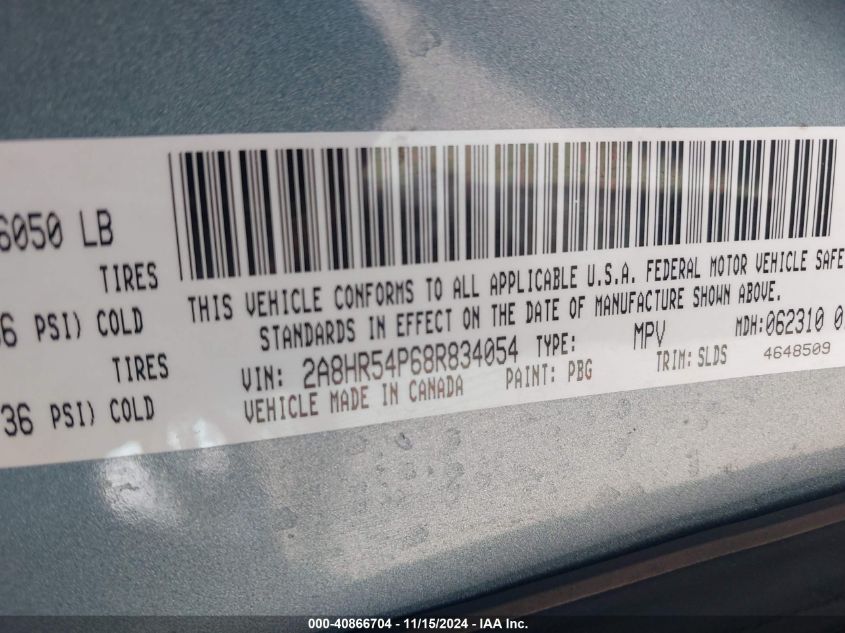 6050 LB
TIRES
36 PSI) COLD
TIRES
36 PSI) COLD
THIS VEHICLE CONFORMS TO ALL APPLICABLE U.S.A. FEDERAL MOTOR VEHICLE SAFE
STANDARDS IN EFFECT ON THE DATE OF MANUFACTURE SHOWN ABOVE.
VIN: 2A8HR54P68R834054 TYPE: MPV MDH:062310 0
VEHICLE MADE IN CANADA PAINT: PBG TRIM: SLDS 4648509
000-40866704 - 11/15/2024 - IAA Inc.